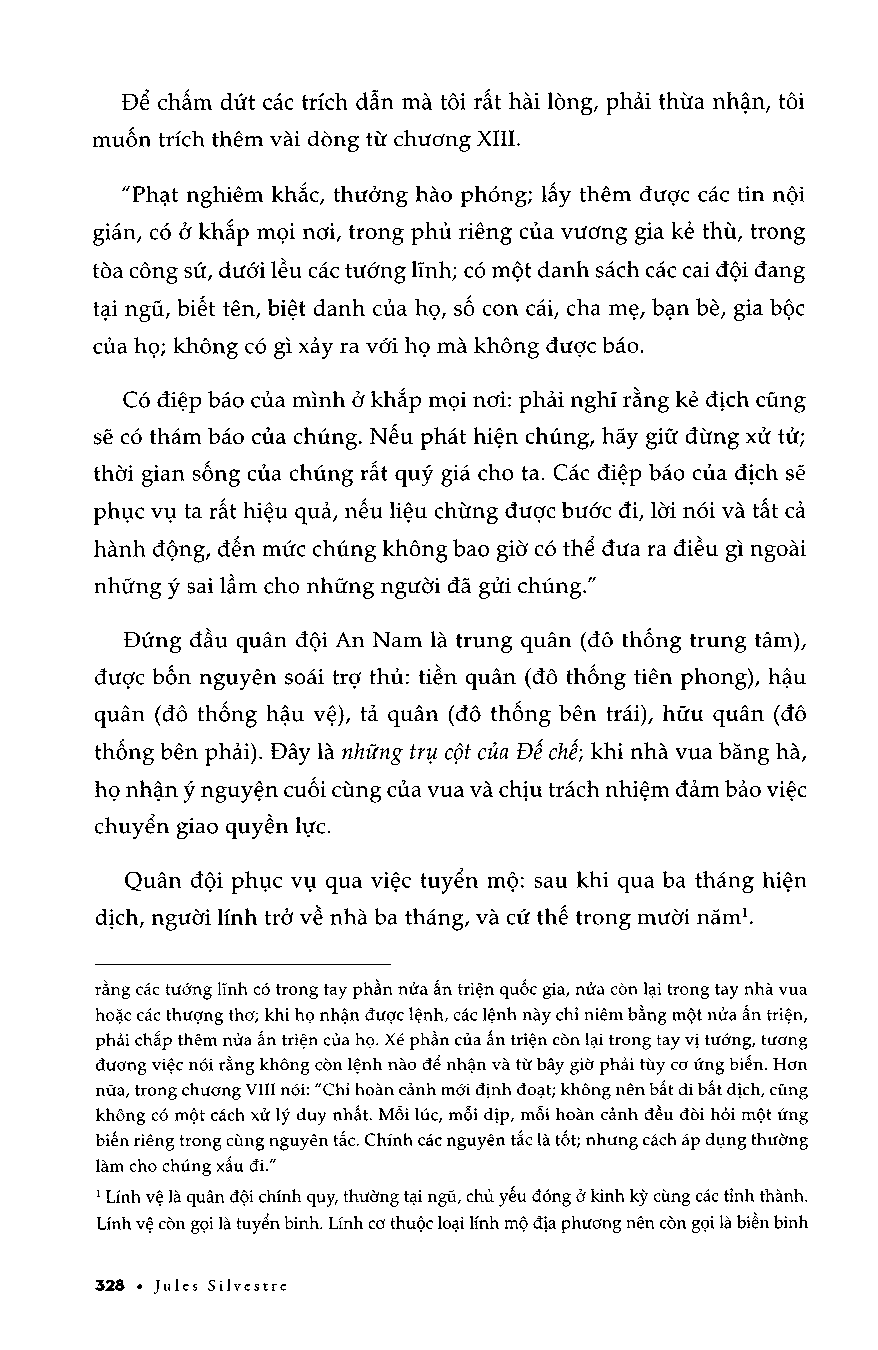 Để chấm dứt các trích dẫn mà tôi rất hài lòng, phải thừa nhận, tôi
muốn trích thêm vài dòng từ chương XIII.
"Phạt nghiêm khắc, thưởng hào phóng; lấy thêm được các tin nội
gián, có ở khắp mọi nơi, trong phủ riêng của vương gia kẻ thù, trong
tòa công sứ, dưới lều các tướng lĩnh; có một danh sách các cai đội đang
tại ngũ, biết tên, biệt danh của họ, số con cái, cha mẹ, bạn bè, gia bộc
của họ; không có gì xảy ra với họ mà không được báo.
Có điệp báo của mình ở khắp mọi nơi: phải nghĩ rằng kẻ địch cũng
sẽ có thám báo của chúng. Nếu phát hiện chúng, hãy giữ đừng xử tử;
thời gian sống của chúng rất quý giá cho ta. Các điệp báo của địch sẽ
phục vụ ta rất hiệu quả, nếu liệu chừng được bước đi, lời nói và tất cả
hành động, đến mức chúng không bao giờ có thể đưa ra điều gì ngoài
những ý sai lầm cho những người đã gửi chúng."
Đứng đầu quân đội An Nam là trung quân (đô thống trung tâm),
được bốn nguyên soái trợ thủ: tiền quân (đô thống tiên phong), hậu
quân (đô thống hậu vệ), tả quân (đô thống bên trái), hữu quân (đô
thống bên phải). Đây là những trụ cột của Đế chế; khi nhà vua băng hà,
họ nhận ý nguyện cuối cùng của vua và chịu trách nhiệm đảm bảo việc
chuyển giao quyền lực.
Quân đội phục vụ qua việc tuyển mộ: sau khi qua ba tháng hiện
dịch, người lính trở về nhà ba tháng, và cứ thế trong mười năm¹.
rằng các tướng lĩnh có trong tay phần nửa ấn triện quốc gia, nửa còn lại trong tay nhà vua
hoặc các thượng thơ; khi họ nhận được lệnh, các lệnh này chỉ niêm bằng một nửa ấn triện,
phải chắp thêm nửa ấn triện của họ. Xé phần của ấn triện còn lại trong tay vị tướng, tương
đương việc nói rằng không còn lệnh nào để nhận và từ bây giờ phải tùy cơ ứng biến. Hơn
nữa, trong chương VIII nói: "Chỉ hoàn cảnh mới định đoạt; không nên bất di bất dịch, cũng
không có một cách xử lý duy nhất. Mỗi lúc, mỗi dịp, mỗi hoàn cảnh đều đòi hỏi một ứng
biến riêng trong cùng nguyên tắc. Chính các nguyên tắc là tốt; nhưng cách áp dụng thường
làm cho chúng xấu đi."
¹ Lính vệ là quân đội chính quy, thường tại ngũ, chủ yếu đóng ở kinh kỳ cùng các tỉnh thành.
Lính vệ còn gọi là tuyển binh. Lính cơ thuộc loại lính mộ địa phương nên còn gọi là biền binh
328 • Jules Silvestre